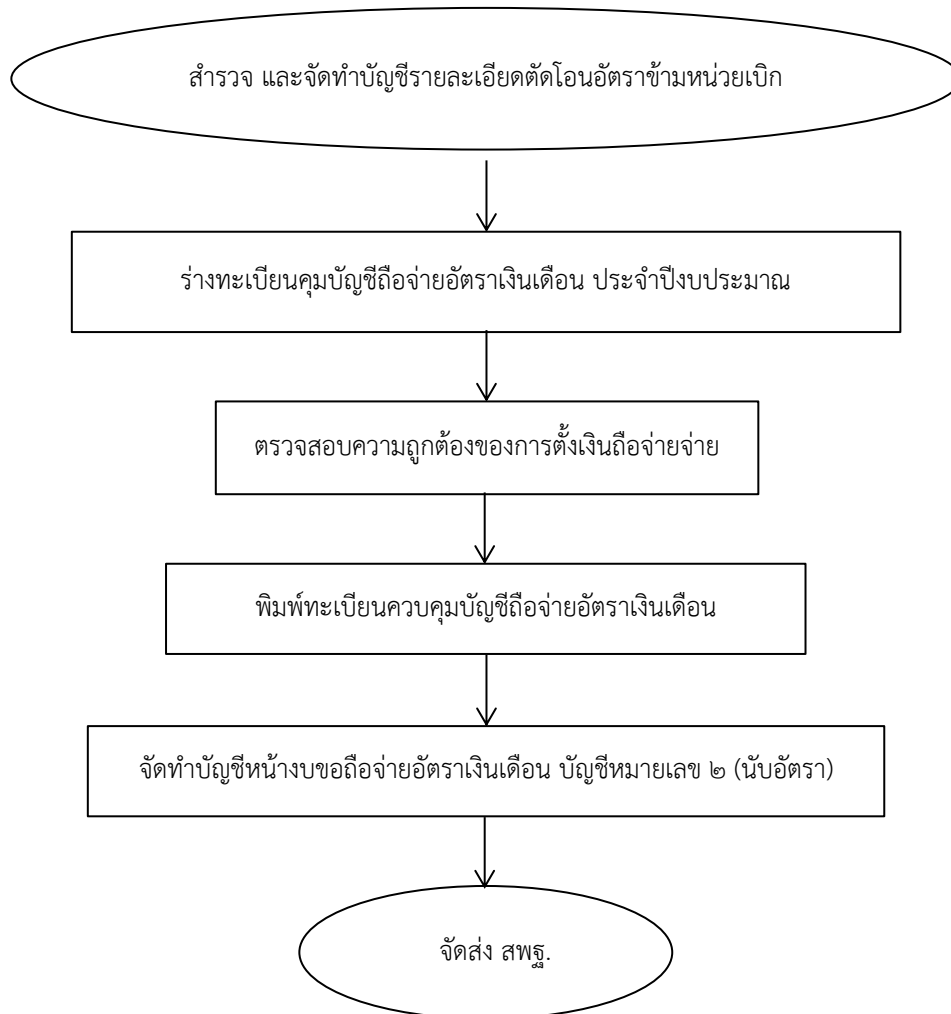 สำรวจ และจัดทำบัญชีรายละเอียดตัดโอนอัตราข้ามหน่วยเบิก
ร่างทะเบียนคุมบัญชีถือจ่ายอัตราเงินเดือน ประจำปีงบประมาณ
ตรวจสอบความถูกต้องของการตั้งเงินถือจ่ายจ่าย
พิมพ์ทะเบียนควบคุมบัญชีถือจ่ายอัตราเงินเดือน
จัดทำบัญชีหน้างบขอถือจ่ายอัตราเงินเดือน บัญชีหมายเลข ๒ (นับอัตรา)
จัดส่ง สพฐ.